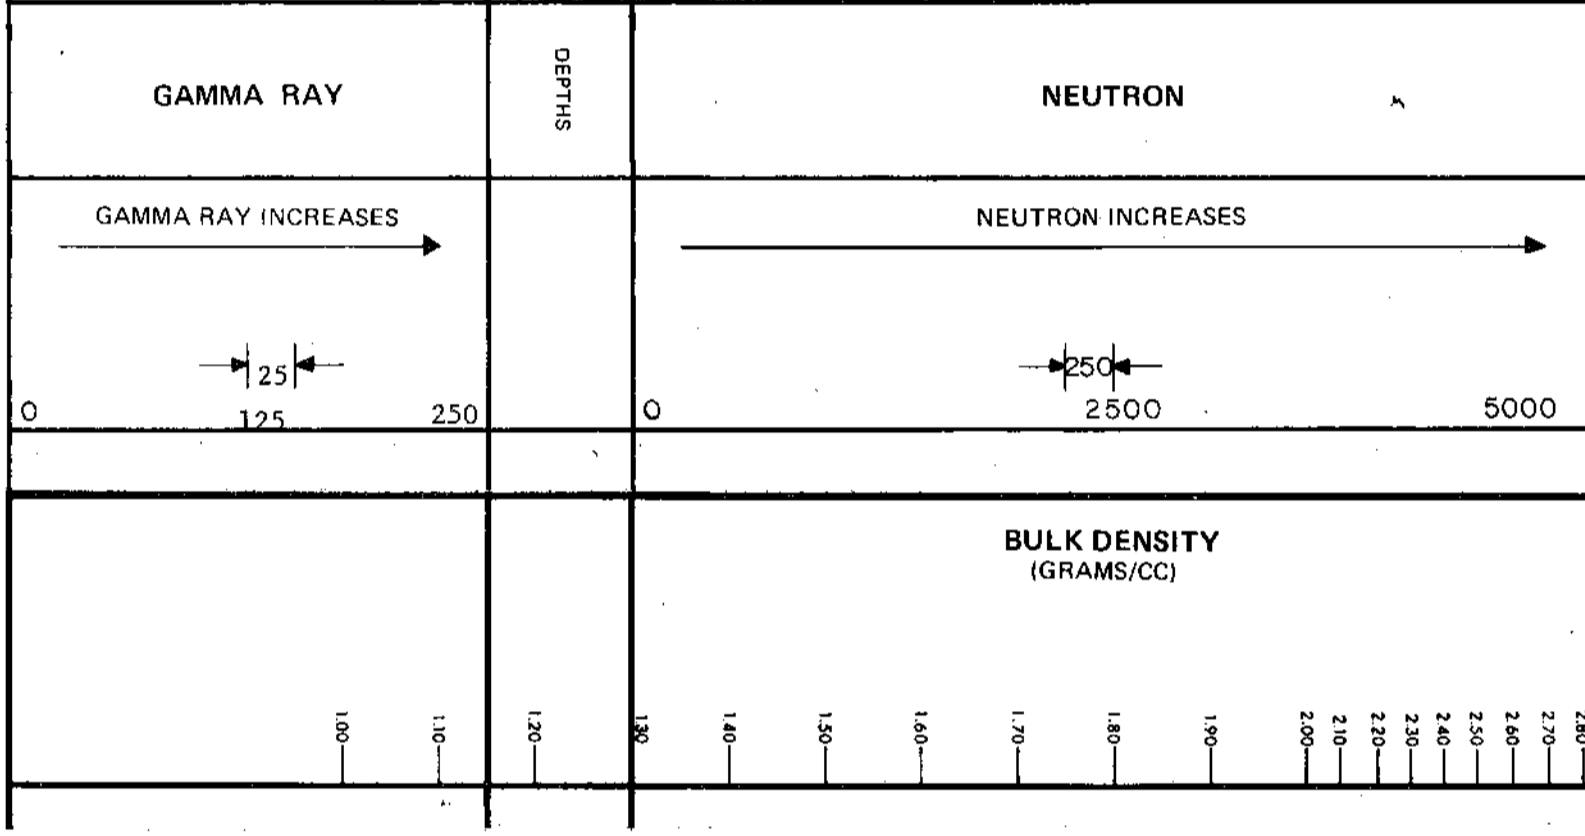 GAMMA RAY
DEPTHS
NEUTRON
GAMMA RAY INCREASES
NEUTRON INCREASES
25
250
0 125 250
0 2500 5000
BULK DENSITY
(GRAMS/CC)
1.00 1.10 1.20 1.30 1.40 1.50 1.60 1.70 1.80 1.90 2.00 2.10 2.20 2.30 2.40 2.50 2.60 2.70 2.80